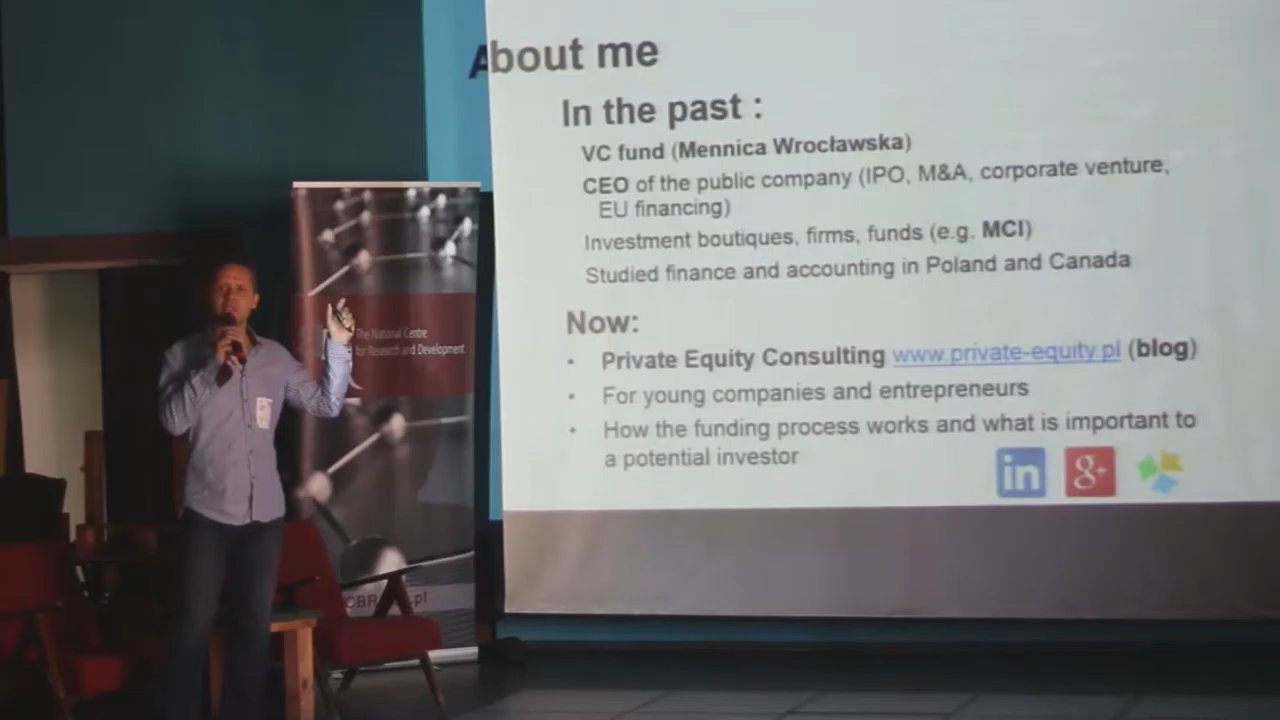 About me
In the past :
VC fund (Mennica Wrocławska)
CEO of the public company (IPO, M&A, corporate venture,
EU financing)
Investment boutiques, firms, funds (e.g. MCI)
Studied finance and accounting in Poland and Canada
Now:
• Private Equity Consulting www.private-equity.pl (blog)
• For young companies and entrepreneurs
• How the funding process works and what is important to
a potential investor
in g+
The National Centre
for Research and Development